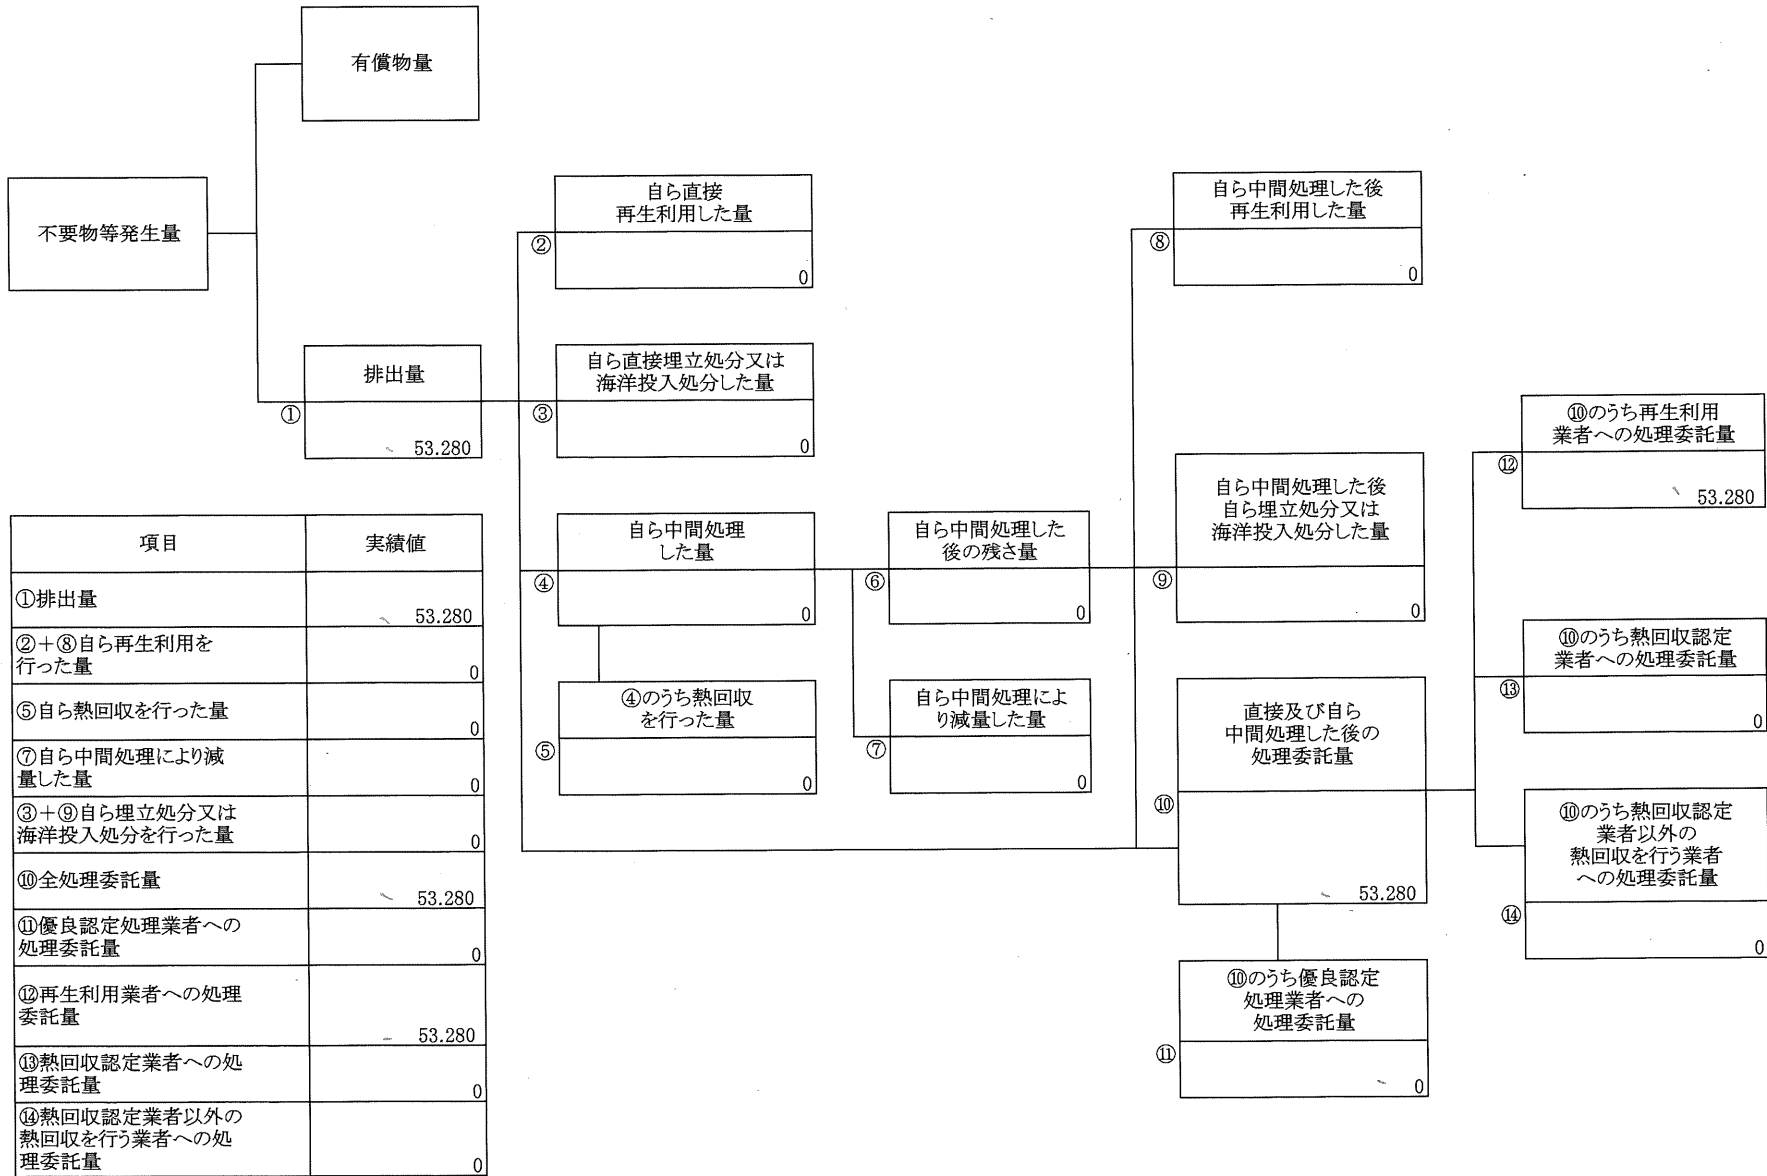 有償物量
不要物等発生量
排出量
①
53.280
自ら直接
再生利用した量
②
0
自ら直接埋立処分又は
海洋投入処分した量
③
0
自ら中間処理
した量
④
0
④のうち熱回収
を行った量
⑤
0
自ら中間処理した
後の残さ量
⑥
0
自ら中間処理によ
り減量した量
⑦
0
自ら中間処理した後
再生利用した量
⑧
0
自ら中間処理した後
自ら埋立処分又は
海洋投入処分した量
⑨
0
直接及び自ら
中間処理した後の
処理委託量
⑩
53.280
⑩のうち優良認定
処理業者への
処理委託量
⑪
0
⑩のうち再生利用
業者への処理委託量
⑫
53.280
⑩のうち熱回収認定
業者への処理委託量
⑬
0
⑩のうち熱回収認定
業者以外の
熱回収を行う業者
への処理委託量
⑭
0
項目 実績値
①排出量
53.280
②+⑧自ら再生利用を
行った量
0
⑤自ら熱回収を行った量
0
⑦自ら中間処理により減
量した量
0
③+⑨自ら埋立処分又は
海洋投入処分を行った量
0
⑩全処理委託量
53.280
⑪優良認定処理業者への
処理委託量
0
⑫再生利用業者への処理
委託量
53.280
⑬熱回収認定業者への処
理委託量
0
⑭熱回収認定業者以外の
熱回収を行う業者への処
理委託量
0